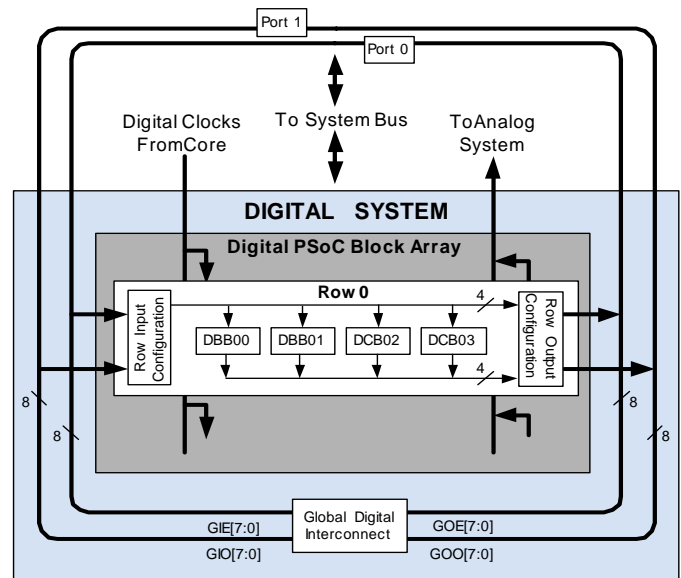 Port 1
Port 0
Digital Clocks
FromCore
To System Bus
ToAnalog
System
DIGITAL SYSTEM
Digital PSoC Block Array
Row 0
Row Input
Configuration
4
DBB00
DBB01
DCB02
DCB03
4
Row Output
Configuration
8
8
8
8
GIE[7:0]
GIO[7:0]
Global Digital
Interconnect
GOE[7:0]
GOO[7:0]